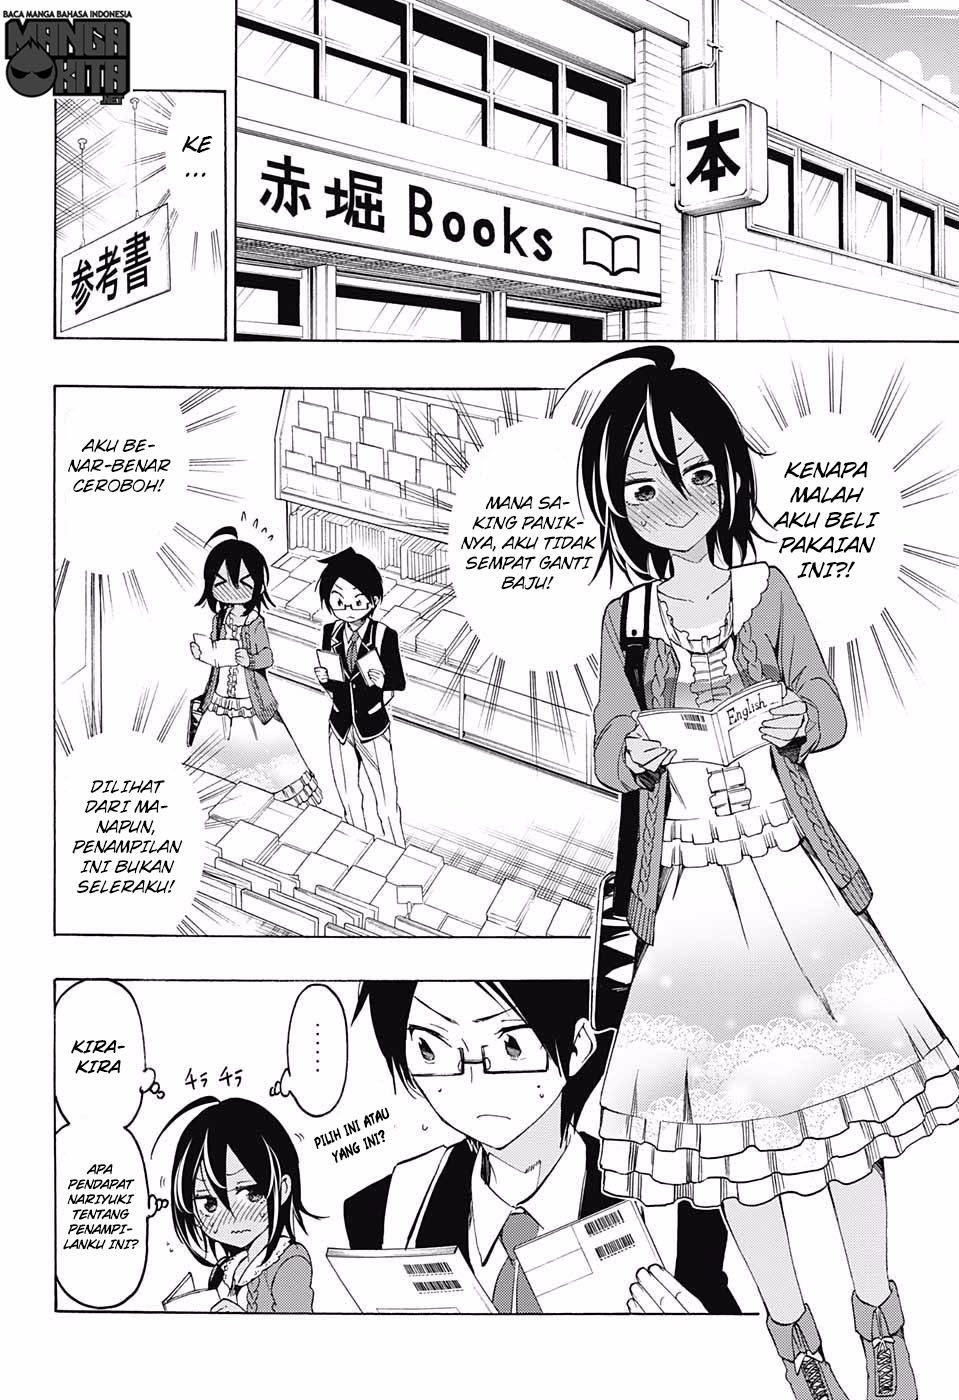 BACA MANGA BAHASA INDONESIA
MANGA
KITA
.NET
KE
...
参考書
赤堀 Books
本
KENAPA
MALAH
AKU BELI
PAKAIAN
INI?!
MANA SA-
KING PANIK-
NYA, AKU TIDAK
SEMPAT GANTI
BAJU!
English
AKU BE-
NAR-BENAR
CEROBOH!
DILIHAT
DARI MA-
NAPUN,
PENAMPILAN
INI BUKAN
SELERAKU!
PILIH INI ATAU
YANG INI?
......
チラ チラ
KIRA-
KIRA
APA
PENDAPAT
NARIYUKI
TENTANG
PENAMPI-
LANKU INI?